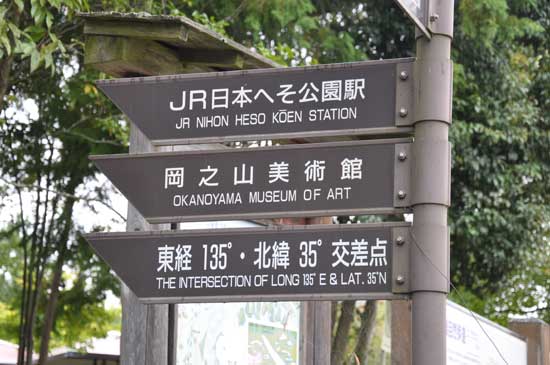 JR日本へそ公園駅
JR NIHON HESO KŌEN STATION
岡之山美術館
OKANOYAMA MUSEUM OF ART
東経 135°・北緯 35° 交差点
THE INTERSECTION OF LONG 135°E & LAT. 35°N